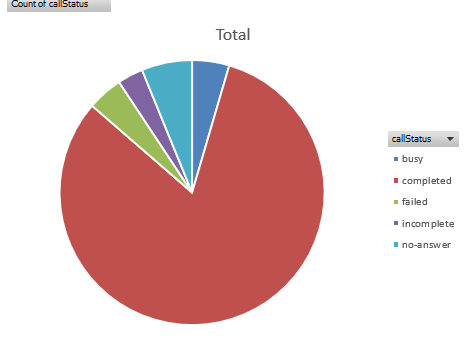 Count of callStatus
Total
callStatus
busy
completed
failed
incomplete
no-answer